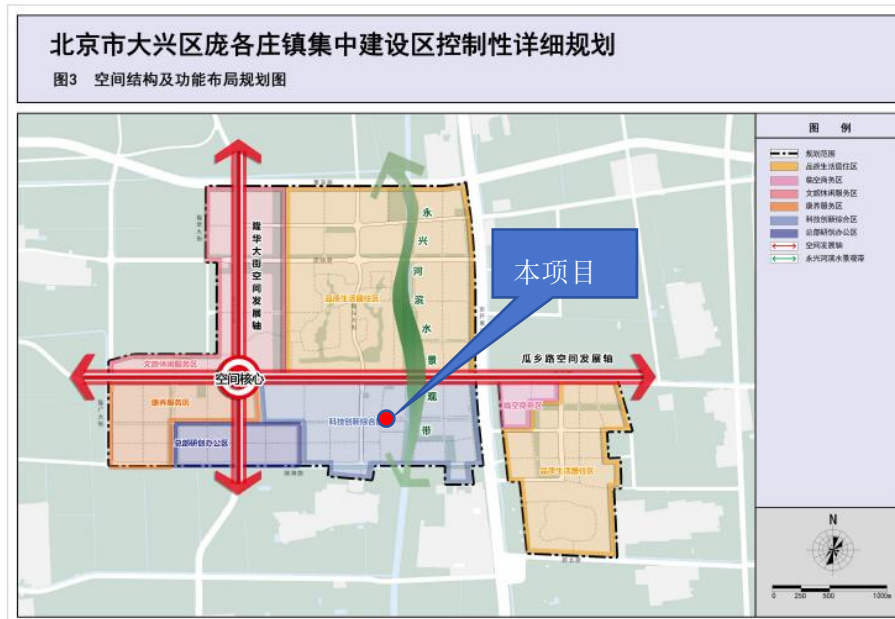 北京市大兴区庞各庄镇集中建设区控制性详细规划
图3 空间结构及功能布局规划图
图 例
规划范围
品质生活居住区
临空商务区
文旅休闲服务区
康养服务区
科技创新综合区
总部研创办公区
空间发展轴
永兴河滨水景观带
隆华大街空间发展轴
永兴河滨水景观带
本项目
品质生活居住区
瓜乡路空间发展轴
文旅休闲服务区
空间核心
康养服务区
临空商务区
科技创新综合
总部研创办公区
品质生活居住区
N
0 250 500 1000m